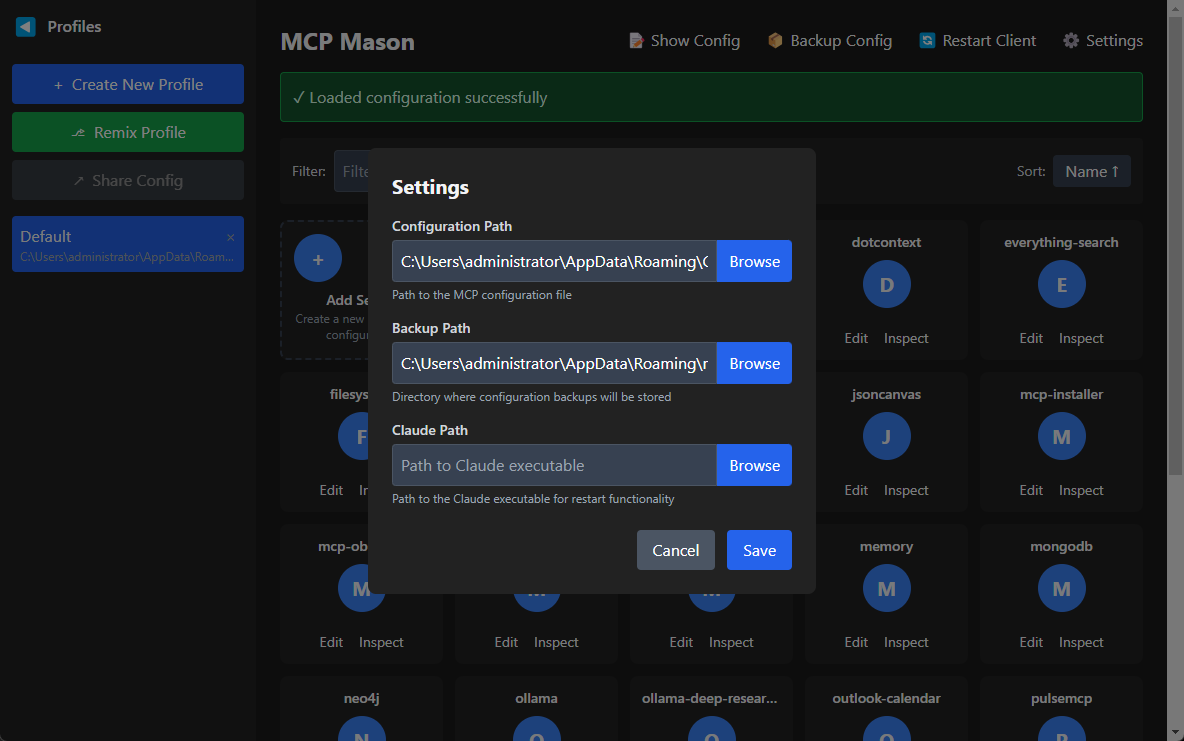 Profiles
+ Create New Profile
Remix Profile
↗ Share Config
Default ×
C:\Users\administrator\AppData\Roam...
MCP Mason
Show Config
Backup Config
Restart Client
Settings
✓ Loaded configuration successfully
Filter:
Sort:
Name ↑
Settings
Configuration Path
C:\Users\administrator\AppData\Roaming\C
Browse
Path to the MCP configuration file
Backup Path
C:\Users\administrator\AppData\Roaming\r
Browse
Directory where configuration backups will be stored
Claude Path
Path to Claude executable
Browse
Path to the Claude executable for restart functionality
Cancel
Save
+
Add Se
Create a new
configur
dotcontext
D
Edit Inspect
everything-search
E
Edit Inspect
filesys
F
Edit In
jsoncanvas
J
Edit Inspect
mcp-installer
M
Edit Inspect
mcp-ob
M
Edit Inspect
Edit Inspect
Edit Inspect
memory
M
Edit Inspect
mongodb
M
Edit Inspect
neo4j
N
ollama
O
ollama-deep-resear...
O
outlook-calendar
O
pulsemcp
P